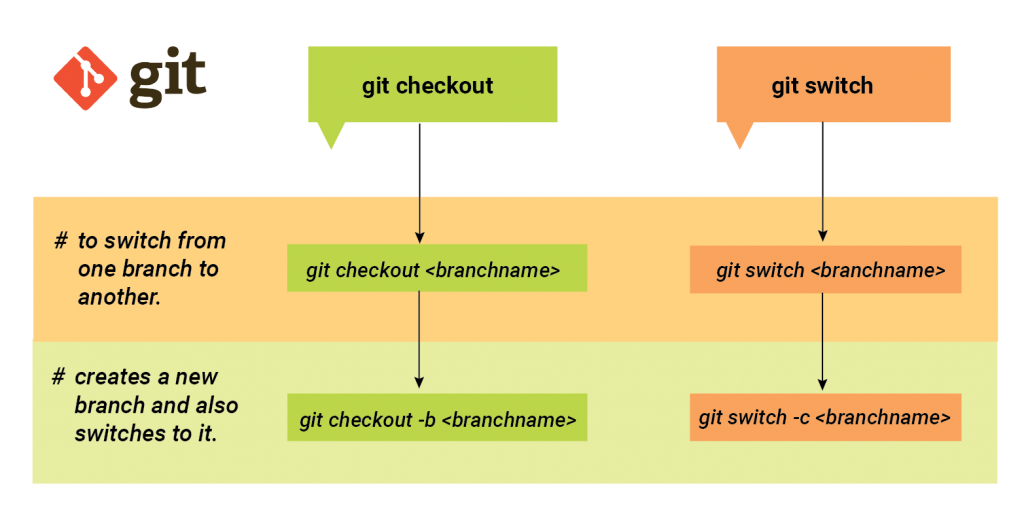 git
git checkout
git switch
# to switch from
one branch to
another.
git checkout <branchname>
git switch <branchname>
# creates a new
branch and also
switches to it.
git checkout -b <branchname>
git switch -c <branchname>